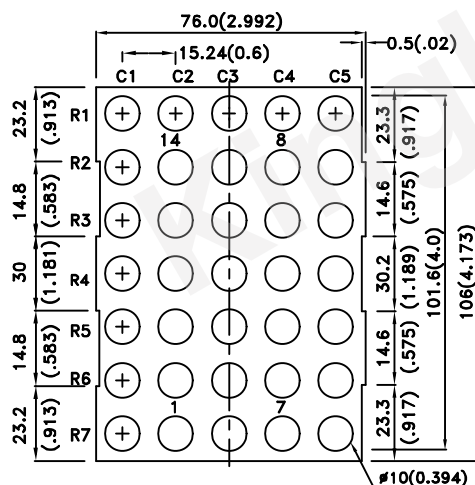 76.0(2.992)
15.24(0.6)
0.5(.02)
C1 C2 C3 C4 C5
R1
R2
R3
R4
R5
R6
R7
14 8
1 7
23.2
(.913)
14.8
(.583)
30
(1.181)
14.8
(.583)
23.2
(.913)
23.3
(.917)
14.6
(.575)
30.2
(1.189)
14.6
(.575)
23.3
(.917)
101.6(4.0)
106(4.173)
ø10(0.394)
King